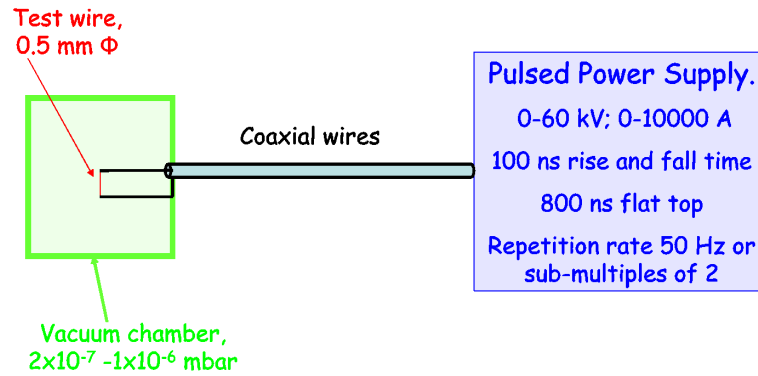 Test wire,
0.5 mm Φ
Coaxial wires
Pulsed Power Supply.
0-60 kV; 0-10000 A
100 ns rise and fall time
800 ns flat top
Repetition rate 50 Hz or
sub-multiples of 2
Vacuum chamber,
2x10⁻⁷ -1x10⁻⁶ mbar